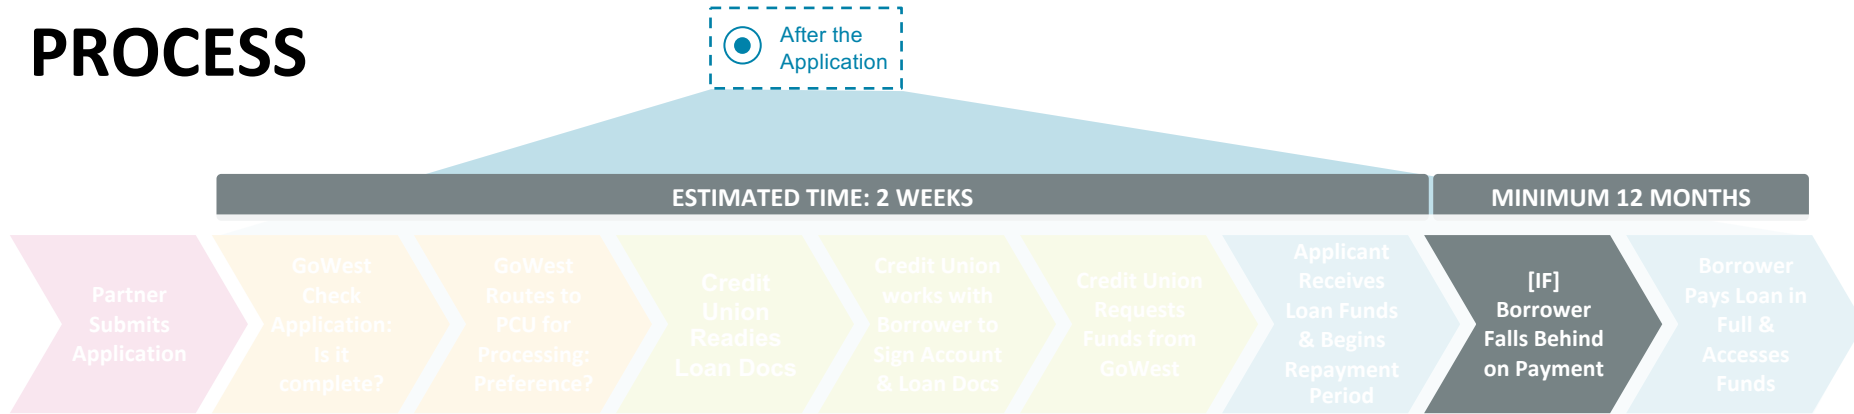 PROCESS
After the
Application
ESTIMATED TIME: 2 WEEKS
MINIMUM 12 MONTHS
Partner
Submits
Application
GoWest
Check
Application:
Is it
complete?
GoWest
Routes to
PCU for
Processing:
Preference?
Credit
Union
Readies
Loan Docs
Credit Union
works with
Borrower to
Sign Account
& Loan Docs
Credit Union
Requests
Funds from
GoWest
Applicant
Receives
Loan Funds
& Begins
Repayment
Period
[IF]
Borrower
Falls Behind
on Payment
Borrower
Pays Loan in
Full &
Accesses
Funds